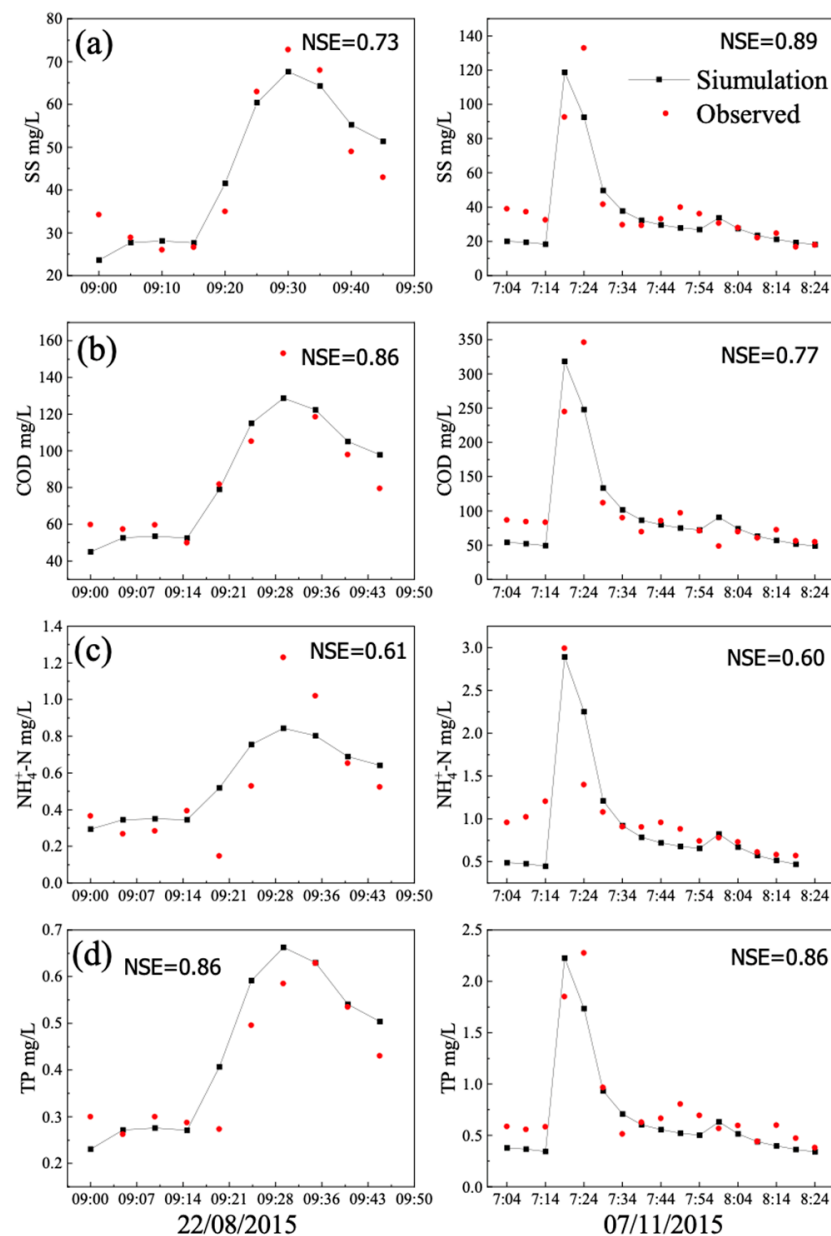 (a)
NSE=0.73
SS mg/L
80
70
60
50
40
30
20
09:00 09:10 09:20 09:30 09:40 09:50
NSE=0.89
Siumulation
Observed
SS mg/L
140
120
100
80
60
40
20
0
7:04 7:14 7:24 7:34 7:44 7:54 8:04 8:14 8:24
(b)
NSE=0.86
COD mg/L
160
140
120
100
80
60
40
09:00 09:07 09:14 09:21 09:28 09:36 09:43 09:50
NSE=0.77
COD mg/L
350
300
250
200
150
100
50
0
7:04 7:14 7:24 7:34 7:44 7:54 8:04 8:14 8:24
(c)
NSE=0.61
NH₄⁺-N mg/L
1.4
1.2
1.0
0.8
0.6
0.4
0.2
0.0
09:00 09:07 09:14 09:21 09:28 09:36 09:43 09:50
NSE=0.60
NH₄⁺-N mg/L
3.0
2.5
2.0
1.5
1.0
0.5
7:04 7:14 7:24 7:34 7:44 7:54 8:04 8:14 8:24
(d)
NSE=0.86
TP mg/L
0.7
0.6
0.5
0.4
0.3
0.2
09:00 09:07 09:14 09:21 09:28 09:36 09:43 09:50
22/08/2015
NSE=0.86
TP mg/L
2.5
2.0
1.5
1.0
0.5
0.0
7:04 7:14 7:24 7:34 7:44 7:54 8:04 8:14 8:24
07/11/2015